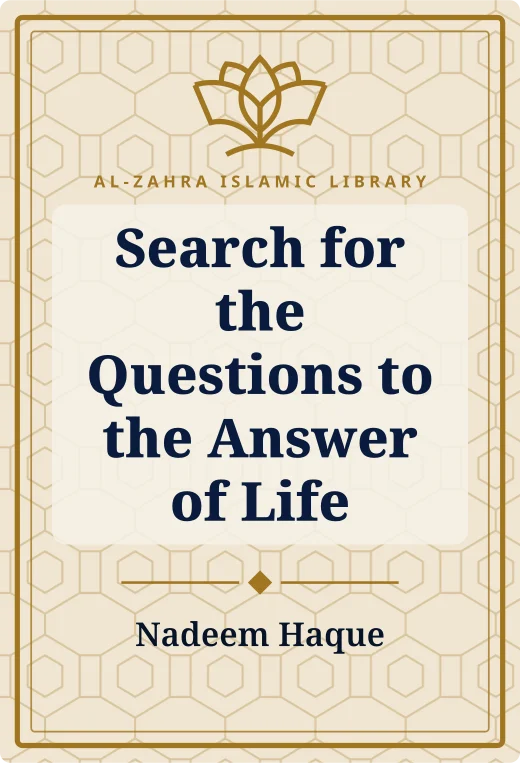 AL-ZAHRA ISLAMIC LIBRARY
Search for
the
Questions to
the Answer
of Life
Nadeem Haque